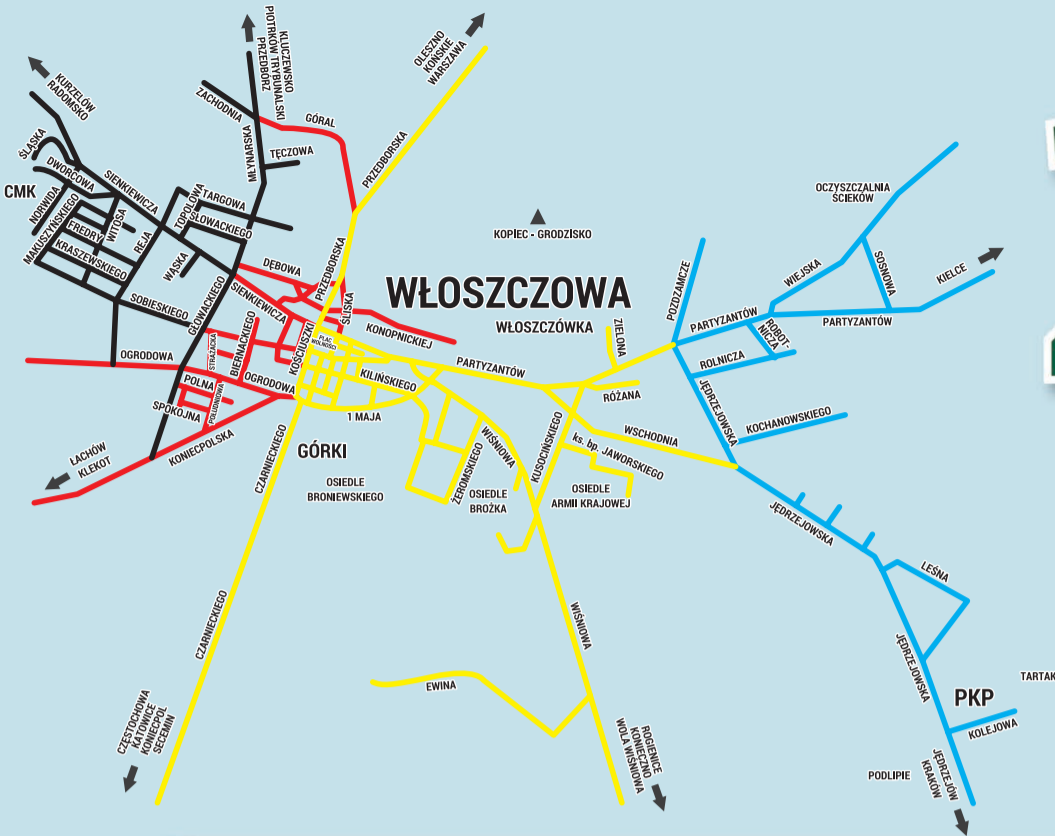 KLUCZEWSKO
PIOTRKÓW TRYBUNALSKI
PRZEDBÓRZ
OLESZNO
KOŃSKIE
WARSZAWA
KURZELÓW
RADOMSKO
ZACHODNIA
GÓRAL
MŁYNARSKA
TĘCZOWA
PRZEDBORSKA
ŚLĄSKA
DWORCOWA
CMK
SIENKIEWICZA
NORWIDA
MAKUSZYŃSKIEGO
FREDRY
KRASZEWSKIEGO
WITOSA
REJA
TOPOLOWA
TARGOWA
SŁOWACKIEGO
WĄSKA
SOBIESKIEGO
GŁOWACKIEGO
DĘBOWA
SIENKIEWICZA
PRZEDBORSKA
ŚLISKA
KONOPNICKIEJ
KOPIEC - GRODZISKO
WŁOSZCZOWA
WŁOSZCZÓWKA
OCZYSZCZALNIA
ŚCIEKÓW
WIEJSKA
SOSNOWA
KIELCE
PODZAMCZE
PARTYZANTÓW
PARTYZANTÓW
ROBOT-
NICZA
ROLNICZA
ZIELONA
RÓŻANA
PARTYZANTÓW
OGRODOWA
STRAŻACKA
BIERNACKIEGO
KOŚCIUSZKI
PLAC
WOLNOŚCI
KILIŃSKIEGO
1 MAJA
POLNA
OGRODOWA
SPOKOJNA
POŁUDNIOWA
KONIECPOLSKA
ŁACHÓW
KLEKOT
CZARNIECKIEGO
GÓRKI
OSIEDLE
BRONIEWSKIEGO
ŻEROMSKIEGO
WIŚNIOWA
OSIEDLE
BROŻKA
KUSOCIŃSKIEGO
ks. bp. JAWORSKIEGO
OSIEDLE
ARMII KRAJOWEJ
WSCHODNIA
JĘDRZEJOWSKA
KOCHANOWSKIEGO
JĘDRZEJOWSKA
LEŚNA
JĘDRZEJOWSKA
TARTAK
PKP
KOLEJOWA
PODLIPIE
JĘDRZEJÓW
KRAKÓW
CZARNIECKIEGO
WIŚNIOWA
EWINA
CZĘSTOCHOWA
KATOWICE
KONIECPOL
SECEMIN
ROGIENICE
KONIECZNO
WOLA WIŚNIOWA